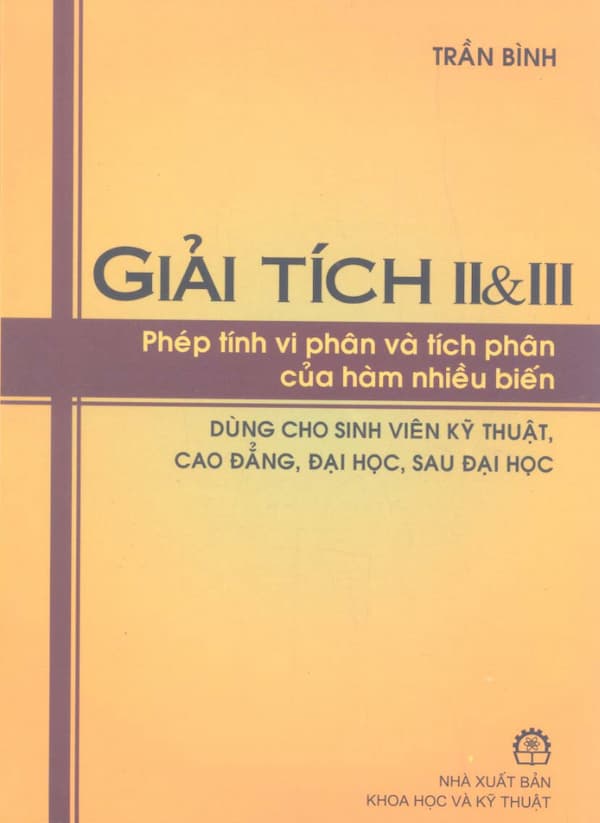 TRẦN BÌNH
GIẢI TÍCH II&III
Phép tính vi phân và tích phân
của hàm nhiều biến
DÙNG CHO SINH VIÊN KỸ THUẬT,
CAO ĐẲNG, ĐẠI HỌC, SAU ĐẠI HỌC
NHÀ XUẤT BẢN
KHOA HỌC VÀ KỸ THUẬT